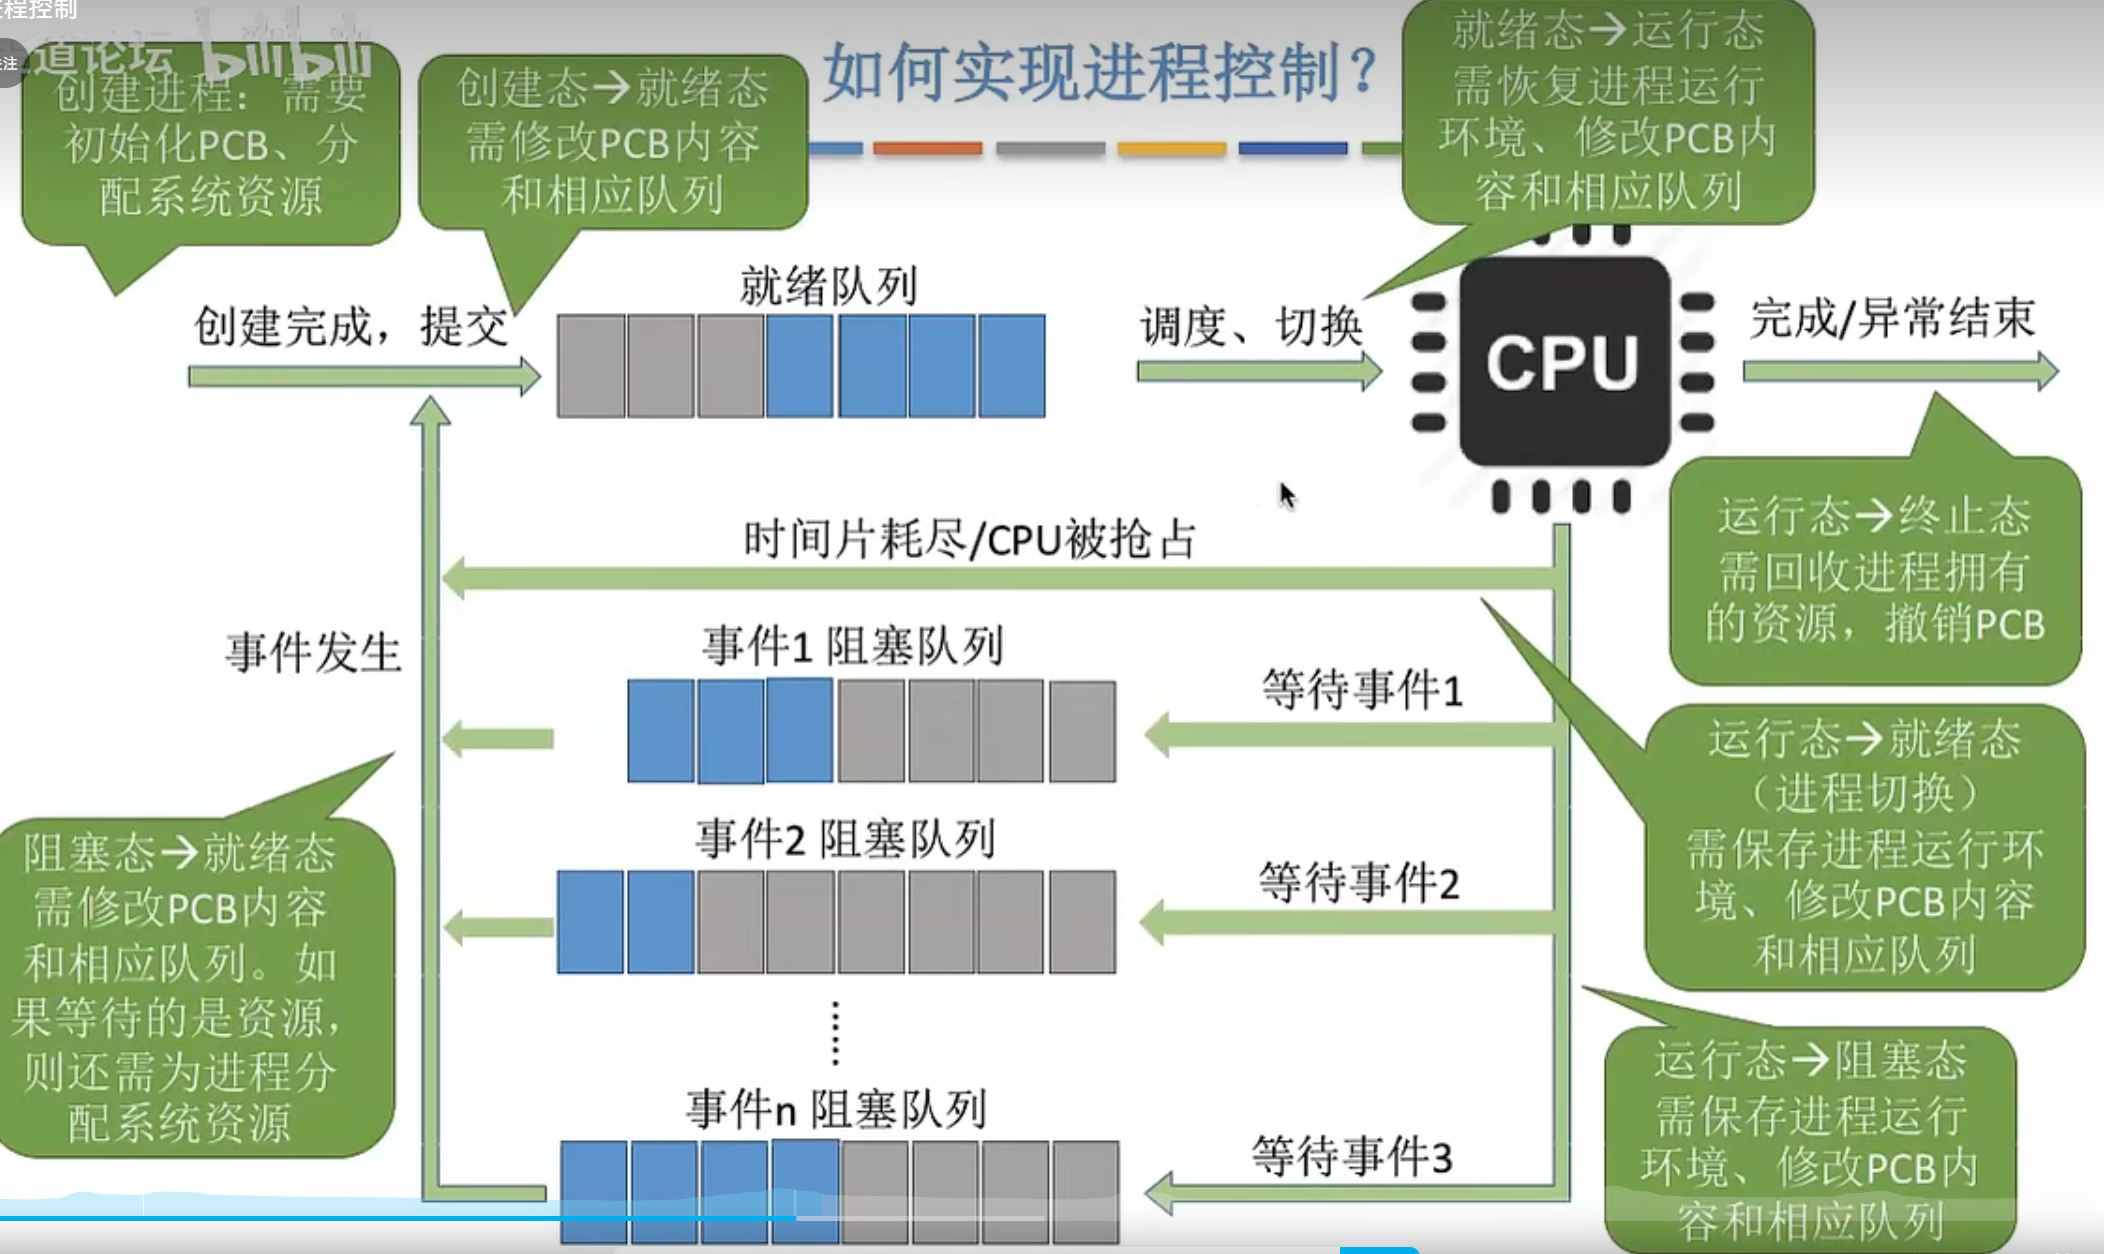 程控制
注
道论坛 bilibili
创建进程：需要
初始化PCB、分
配系统资源
创建态→就绪态
需修改PCB内容
和相应队列
如何实现进程控制？
就绪态→运行态
需恢复进程运行
环境、修改PCB内
容和相应队列
创建完成，提交
就绪队列
调度、切换
CPU
完成/异常结束
运行态→终止态
需回收进程拥有
的资源，撤销PCB
时间片耗尽/CPU被抢占
事件发生
事件1 阻塞队列
等待事件1
运行态→就绪态
（进程切换）
需保存进程运行环
境、修改PCB内容
和相应队列
阻塞态→就绪态
需修改PCB内容
和相应队列。如
果等待的是资源，
则还需为进程分
配系统资源
事件2 阻塞队列
等待事件2
......
事件n 阻塞队列
等待事件3
运行态→阻塞态
需保存进程运行
环境、修改PCB内
容和相应队列